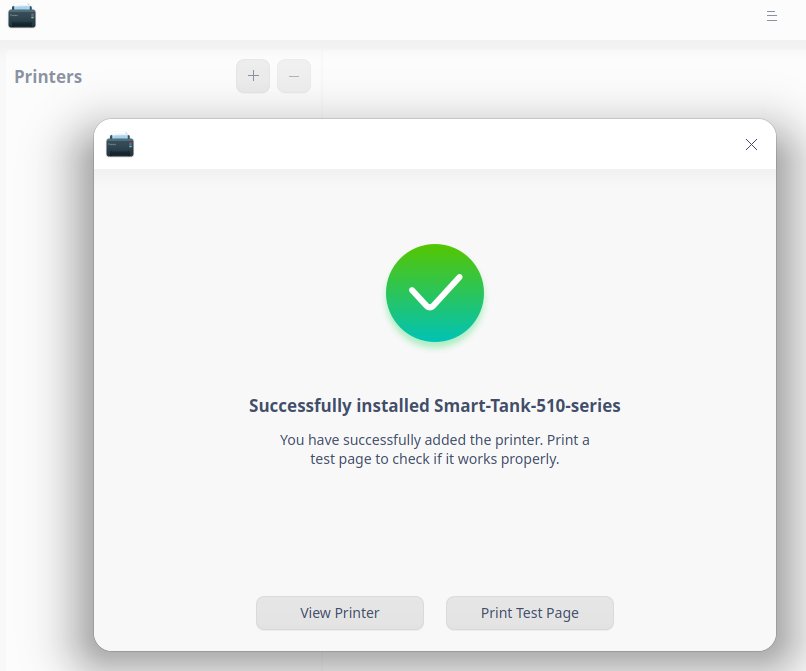 Printers
Successfully installed Smart-Tank-510-series
You have successfully added the printer. Print a
test page to check if it works properly.
View Printer
Print Test Page